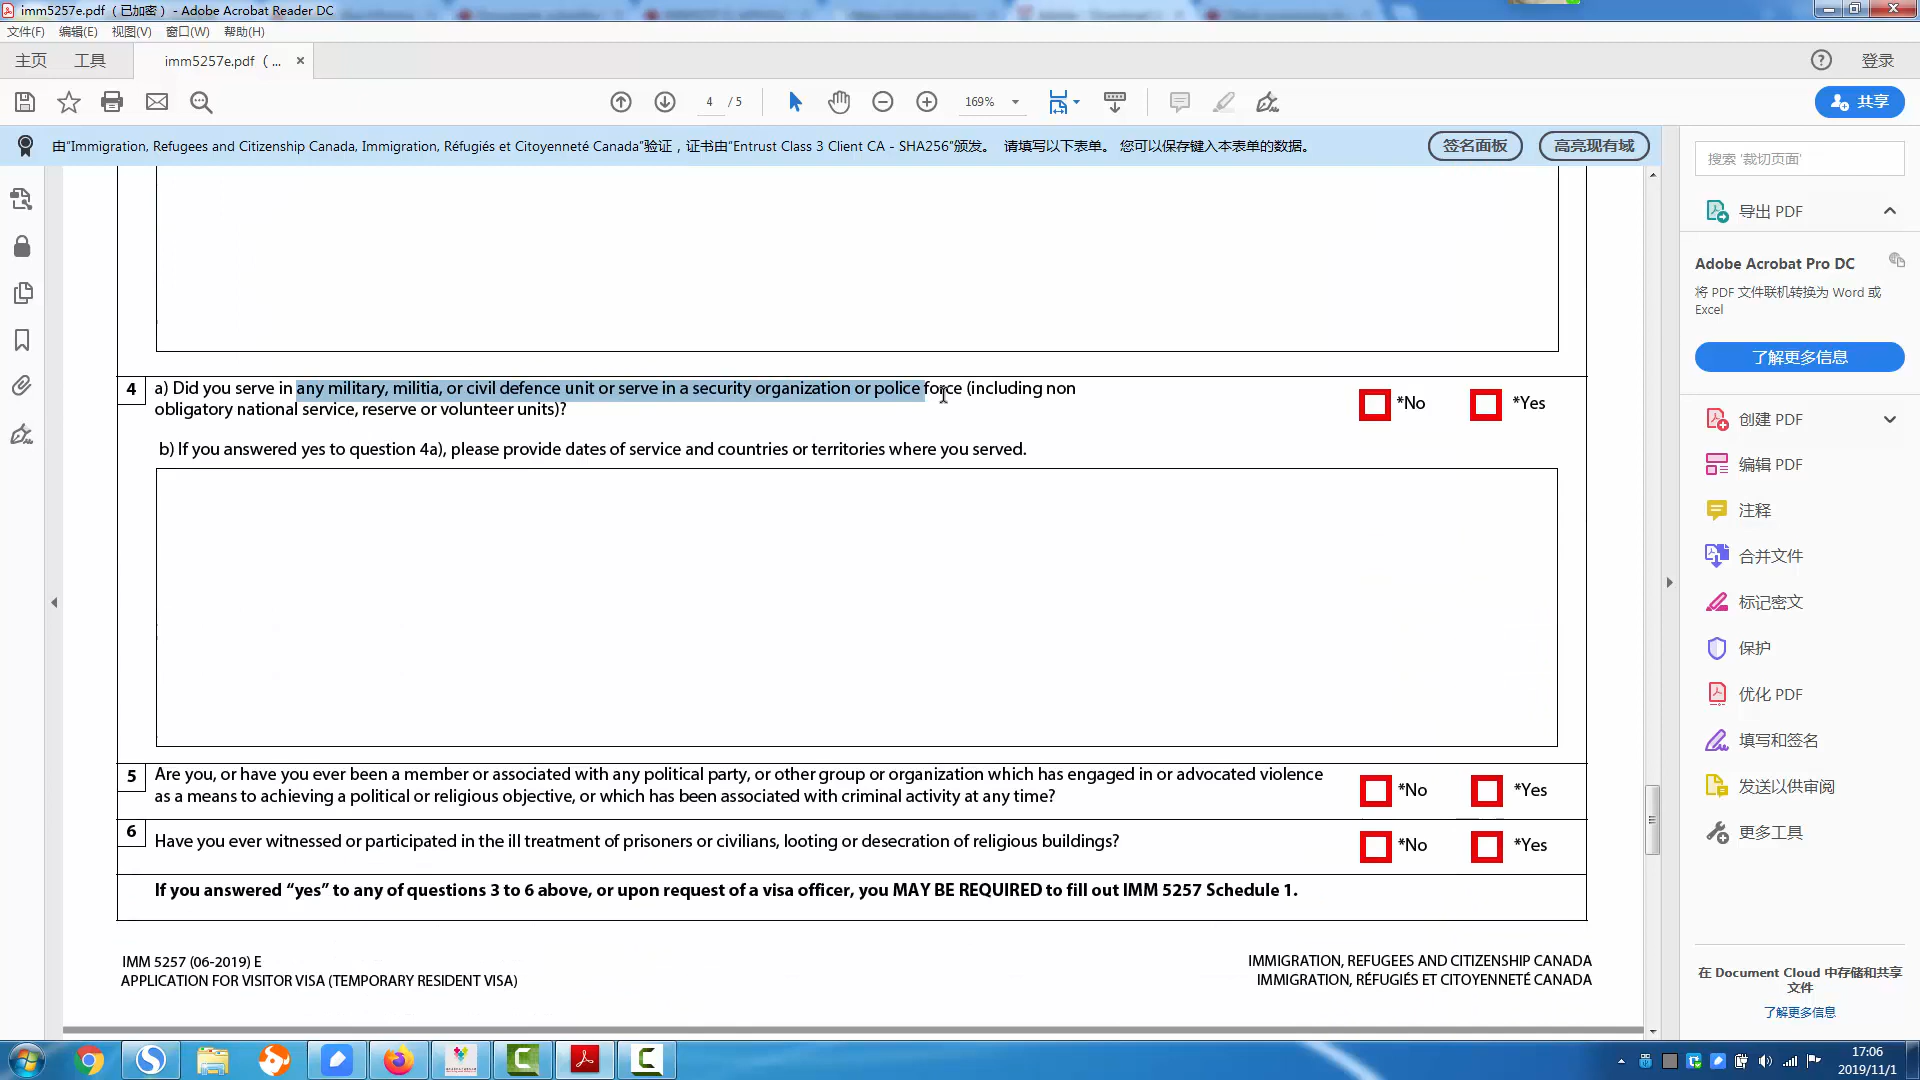 imm5257e.pdf （已加密） - Adobe Acrobat Reader DC
文件(F) 编辑(E) 视图(V) 窗口(W) 帮助(H)
主页 工具 imm5257e.pdf （ ... × 登录
4 / 5 169% 共享
由“Immigration, Refugees and Citizenship Canada, Immigration, Réfugiés et Citoyenneté Canada”验证，证书由“Entrust Class 3 Client CA - SHA256”颁发。 请填写以下表单。 您可以保存键入本表单的数据。 签名面板 高亮现有域
4 a) Did you serve in any military, militia, or civil defence unit or serve in a security organization or police force (including non
obligatory national service, reserve or volunteer units)?
*No *Yes
b) If you answered yes to question 4a), please provide dates of service and countries or territories where you served.
5 Are you, or have you ever been a member or associated with any political party, or other group or organization which has engaged in or advocated violence
as a means to achieving a political or religious objective, or which has been associated with criminal activity at any time?
*No *Yes
6 Have you ever witnessed or participated in the ill treatment of prisoners or civilians, looting or desecration of religious buildings?
*No *Yes
If you answered “yes” to any of questions 3 to 6 above, or upon request of a visa officer, you MAY BE REQUIRED to fill out IMM 5257 Schedule 1.
IMM 5257 (06-2019) E
APPLICATION FOR VISITOR VISA (TEMPORARY RESIDENT VISA)
IMMIGRATION, REFUGEES AND CITIZENSHIP CANADA
IMMIGRATION, RÉFUGIÉS ET CITOYENNETÉ CANADA
搜索 '裁切页面'
导出 PDF
Adobe Acrobat Pro DC
将 PDF 文件联机转换为 Word 或
Excel
了解更多信息
创建 PDF
编辑 PDF
注释
合并文件
标记密文
保护
优化 PDF
填写和签名
发送以供审阅
更多工具
在 Document Cloud 中存储和共享
文件
了解更多信息
17:06
2019/11/1